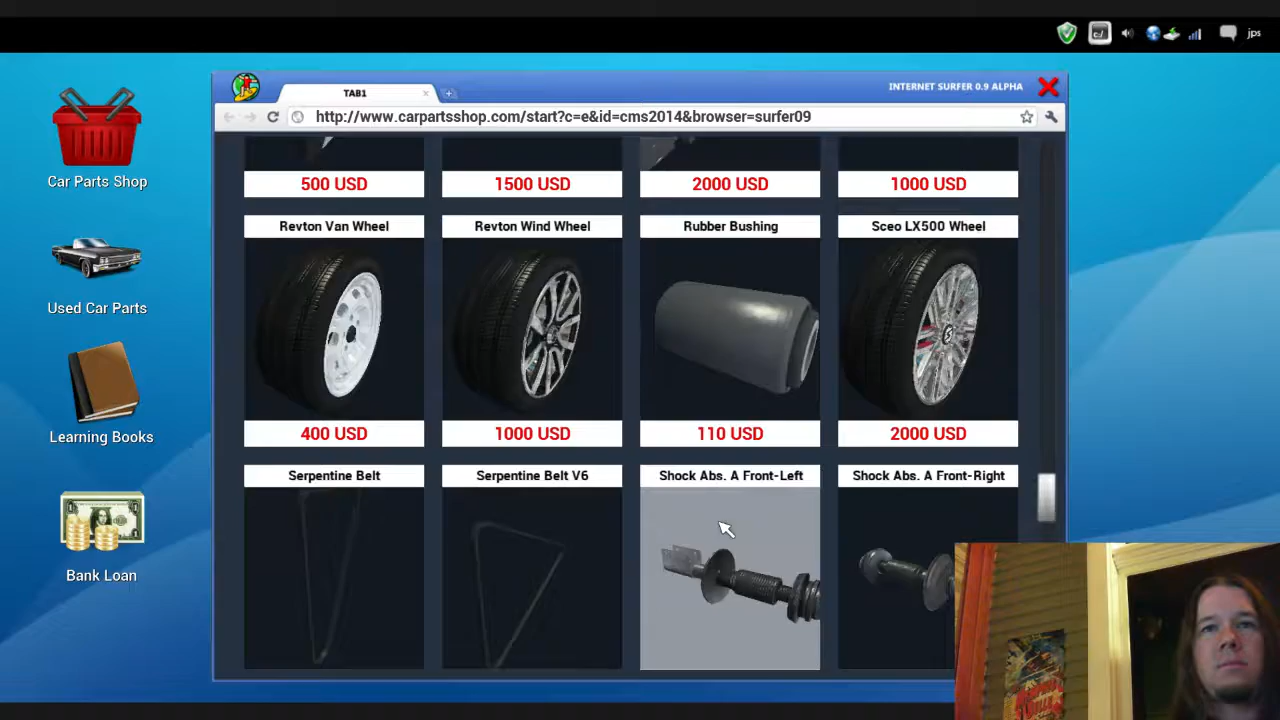 jps
TAB1
INTERNET SURFER 0.9 ALPHA
http://www.carpartsshop.com/start?c=e&id=cms2014&browser=surfer09
Car Parts Shop
Used Car Parts
Learning Books
Bank Loan
500 USD
1500 USD
2000 USD
1000 USD
Revton Van Wheel
Revton Wind Wheel
Rubber Bushing
Sceo LX500 Wheel
400 USD
1000 USD
110 USD
2000 USD
Serpentine Belt
Serpentine Belt V6
Shock Abs. A Front-Left
Shock Abs. A Front-Right